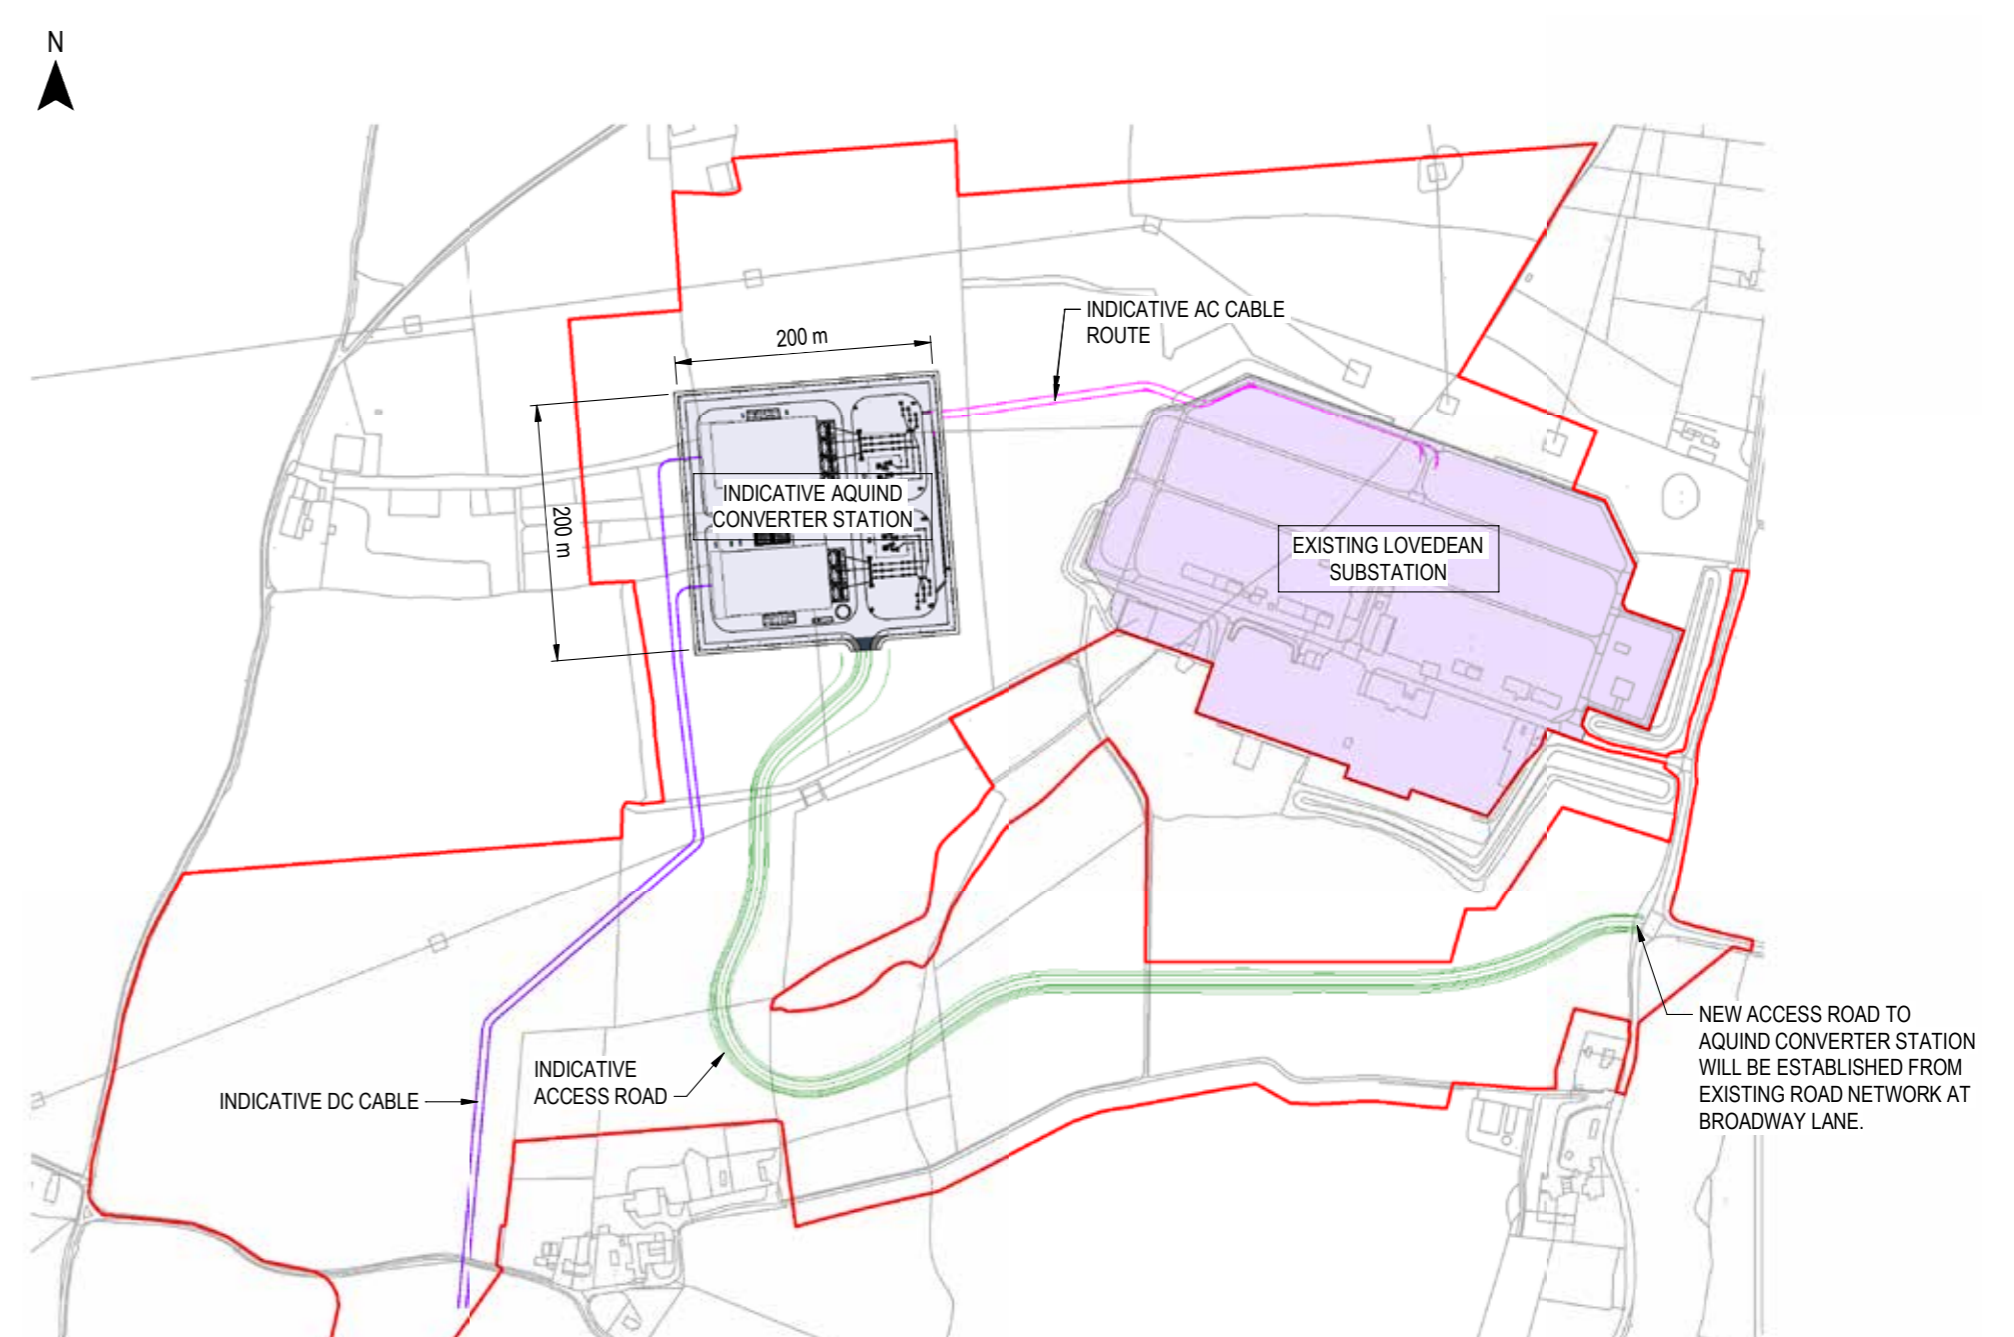 N
200 m
INDICATIVE AC CABLE
ROUTE
200 m
INDICATIVE AQUIND
CONVERTER STATION
EXISTING LOVEDEAN
SUBSTATION
INDICATIVE
ACCESS ROAD
INDICATIVE DC CABLE
NEW ACCESS ROAD TO
AQUIND CONVERTER STATION
WILL BE ESTABLISHED FROM
EXISTING ROAD NETWORK AT
BROADWAY LANE.